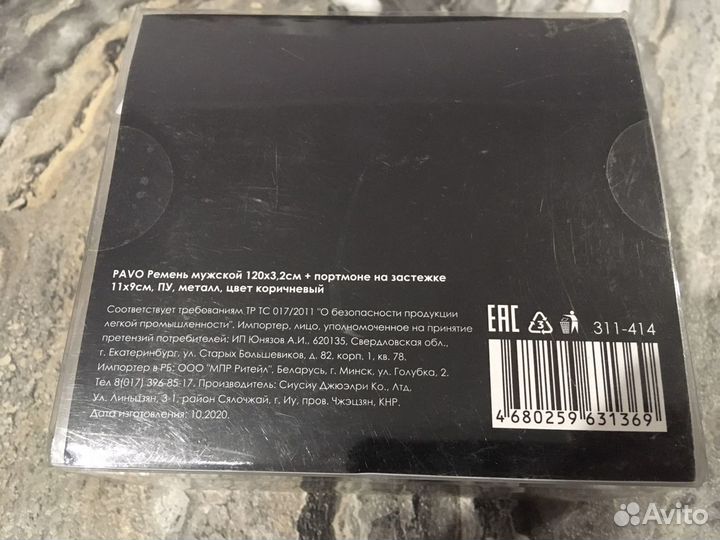 PAVO Ремень мужской 120х3,2см + портмоне на застежке
11х9см, ПУ, металл, цвет коричневый
Соответствует требованиям ТР ТС 017/2011 "О безопасности продукции
легкой промышленности". Импортер, лицо, уполномоченное на принятие
претензий потребителей: ИП Юнязов А.И., 620135, Свердловская обл.,
г. Екатеринбург, ул. Старых Большевиков, д. 82, корп. 1, кв. 78.
Импортер в РБ: ООО "МПР Ритейл", Беларусь, г. Минск, ул. Голубка, 2.
Тел 8(017) 396-85-17. Производитель: Сиусиу Джюэлри Ко., Лтд,
Ул. Линьцзян, 3-1, район Сялочжай, г. Иу, пров. Чжэцзян, КНР.
Дата изготовления: 10.2020.
EAC 3 311-414
4 680259 631369
Avito